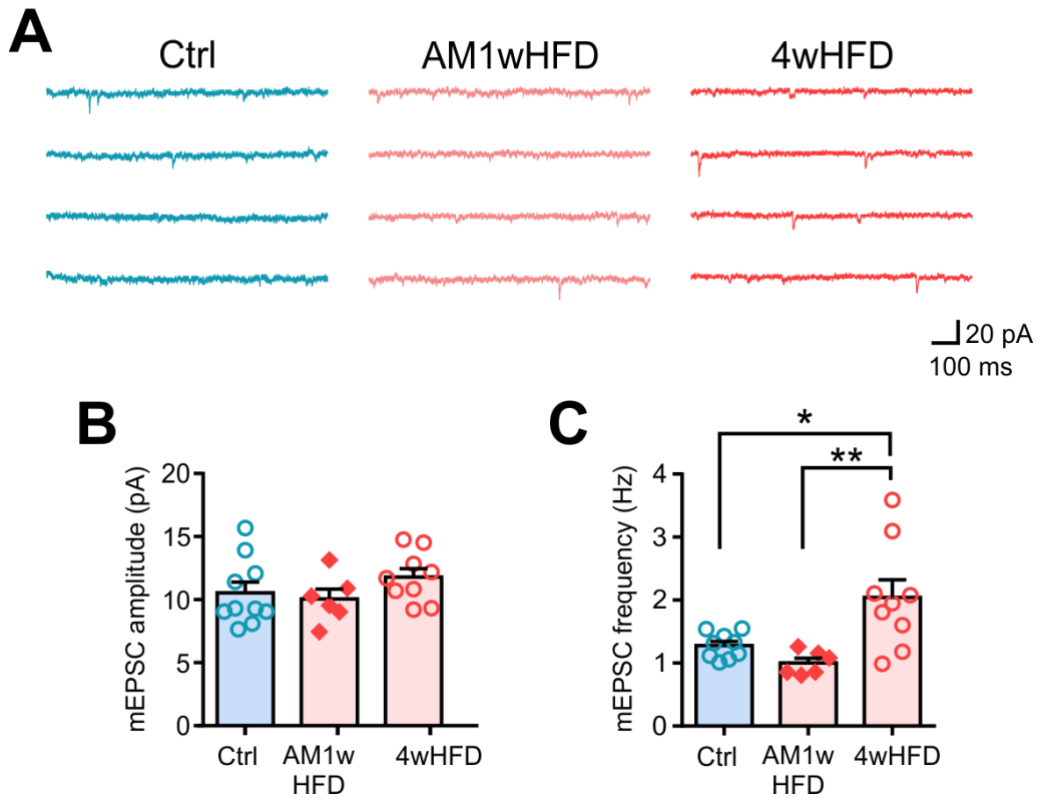 A
Ctrl AM1wHFD 4wHFD
20 pA
100 ms
B
mEPSC amplitude (pA)
20
15
10
5
0
Ctrl AM1w 4wHFD
HFD
C
mEPSC frequency (Hz)
*
**
4
3
2
1
0
Ctrl AM1w 4wHFD
HFD